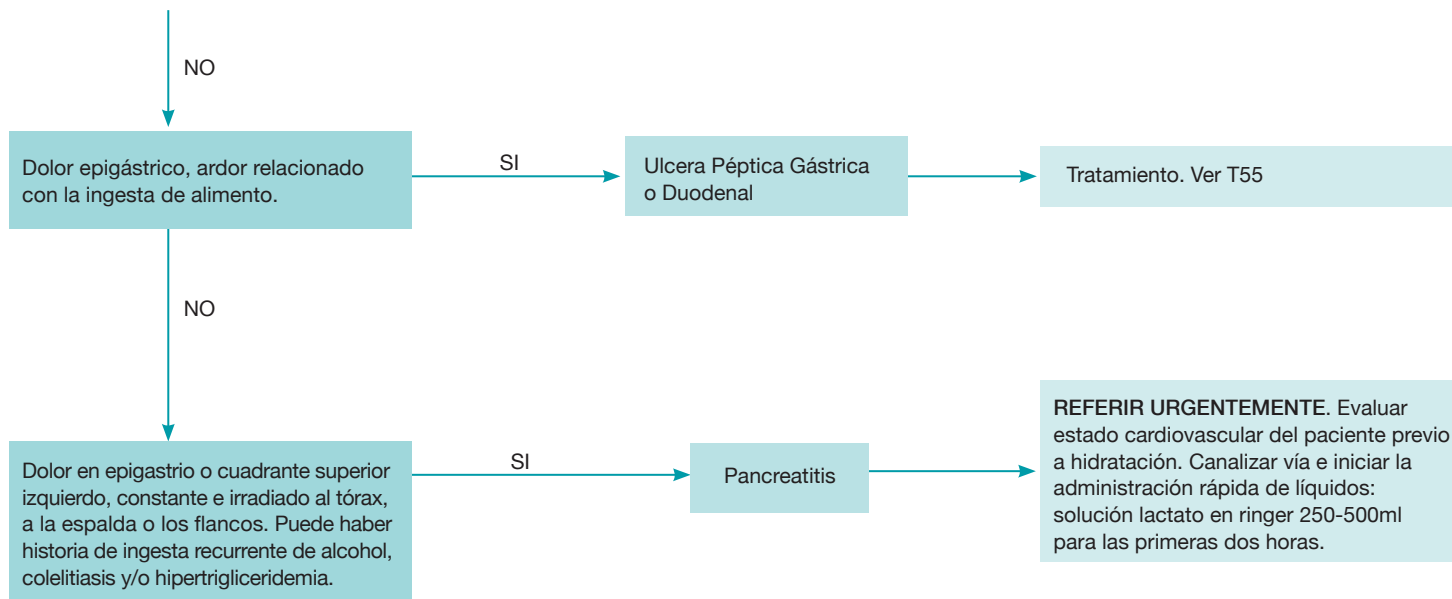 NO
Dolor epigástrico, ardor relacionado
con la ingesta de alimento.
SI
Ulcera Péptica Gástrica
o Duodenal
Tratamiento. Ver T55
NO
Dolor en epigastrio o cuadrante superior
izquierdo, constante e irradiado al tórax,
a la espalda o los flancos. Puede haber
historia de ingesta recurrente de alcohol,
colelitiasis y/o hipertrigliceridemia.
SI
Pancreatitis
REFERIR URGENTEMENTE. Evaluar
estado cardiovascular del paciente previo
a hidratación. Canalizar vía e iniciar la
administración rápida de líquidos:
solución lactato en ringer 250-500ml
para las primeras dos horas.